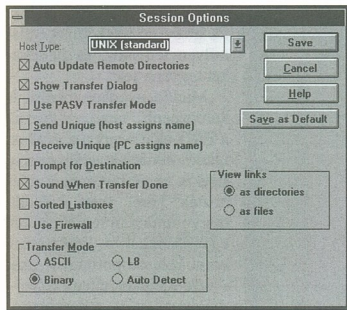 Session Options
Host Type: UNIX (standard)
Save
Auto Update Remote Directories
Cancel
Show Transfer Dialog
Help
Use PASV Transfer Mode
Save as Default
Send Unique (host assigns name)
Receive Unique (PC assigns name)
Prompt for Destination
View links
Sound When Transfer Done
as directories
Sorted Listboxes
as files
Use Firewall
Transfer Mode
ASCII
L8
Binary
Auto Detect